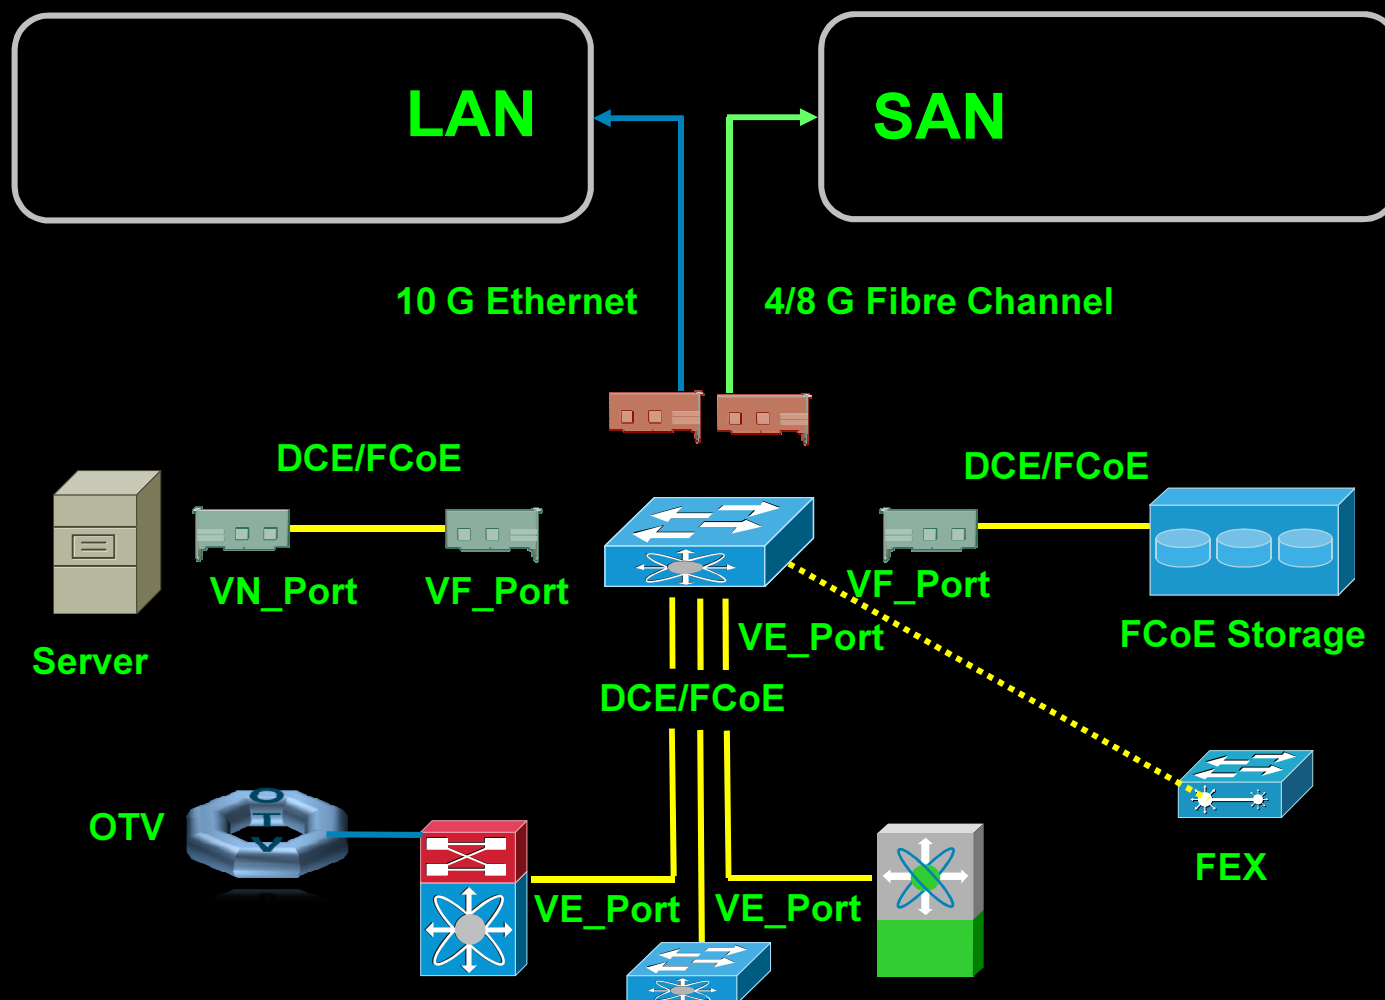 LAN
SAN
10 G Ethernet
4/8 G Fibre Channel
DCE/FCoE
DCE/FCoE
VN_Port
VF_Port
VF_Port
VE_Port
FCoE Storage
Server
DCE/FCoE
OTV
OTV
FEX
VE_Port
VE_Port